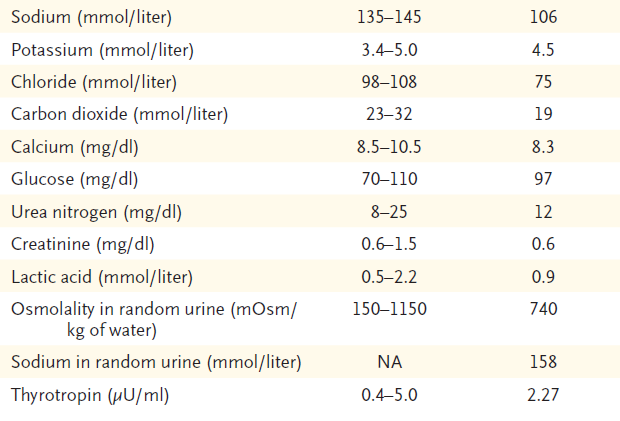 Sodium (mmol/liter) 135–145 106
Potassium (mmol/liter) 3.4–5.0 4.5
Chloride (mmol/liter) 98–108 75
Carbon dioxide (mmol/liter) 23–32 19
Calcium (mg/dl) 8.5–10.5 8.3
Glucose (mg/dl) 70–110 97
Urea nitrogen (mg/dl) 8–25 12
Creatinine (mg/dl) 0.6–1.5 0.6
Lactic acid (mmol/liter) 0.5–2.2 0.9
Osmolality in random urine (mOsm/ 150–1150 740
kg of water)
Sodium in random urine (mmol/liter) NA 158
Thyrotropin (μU/ml) 0.4–5.0 2.27